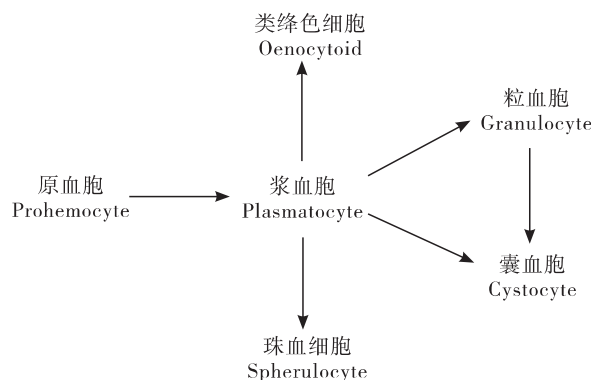 类绛色细胞
Oenocytoid
粒血胞
Granulocyte
原血胞
Prohemocyte
浆血胞
Plasmatocyte
囊血胞
Cystocyte
珠血细胞
Spherulocyte